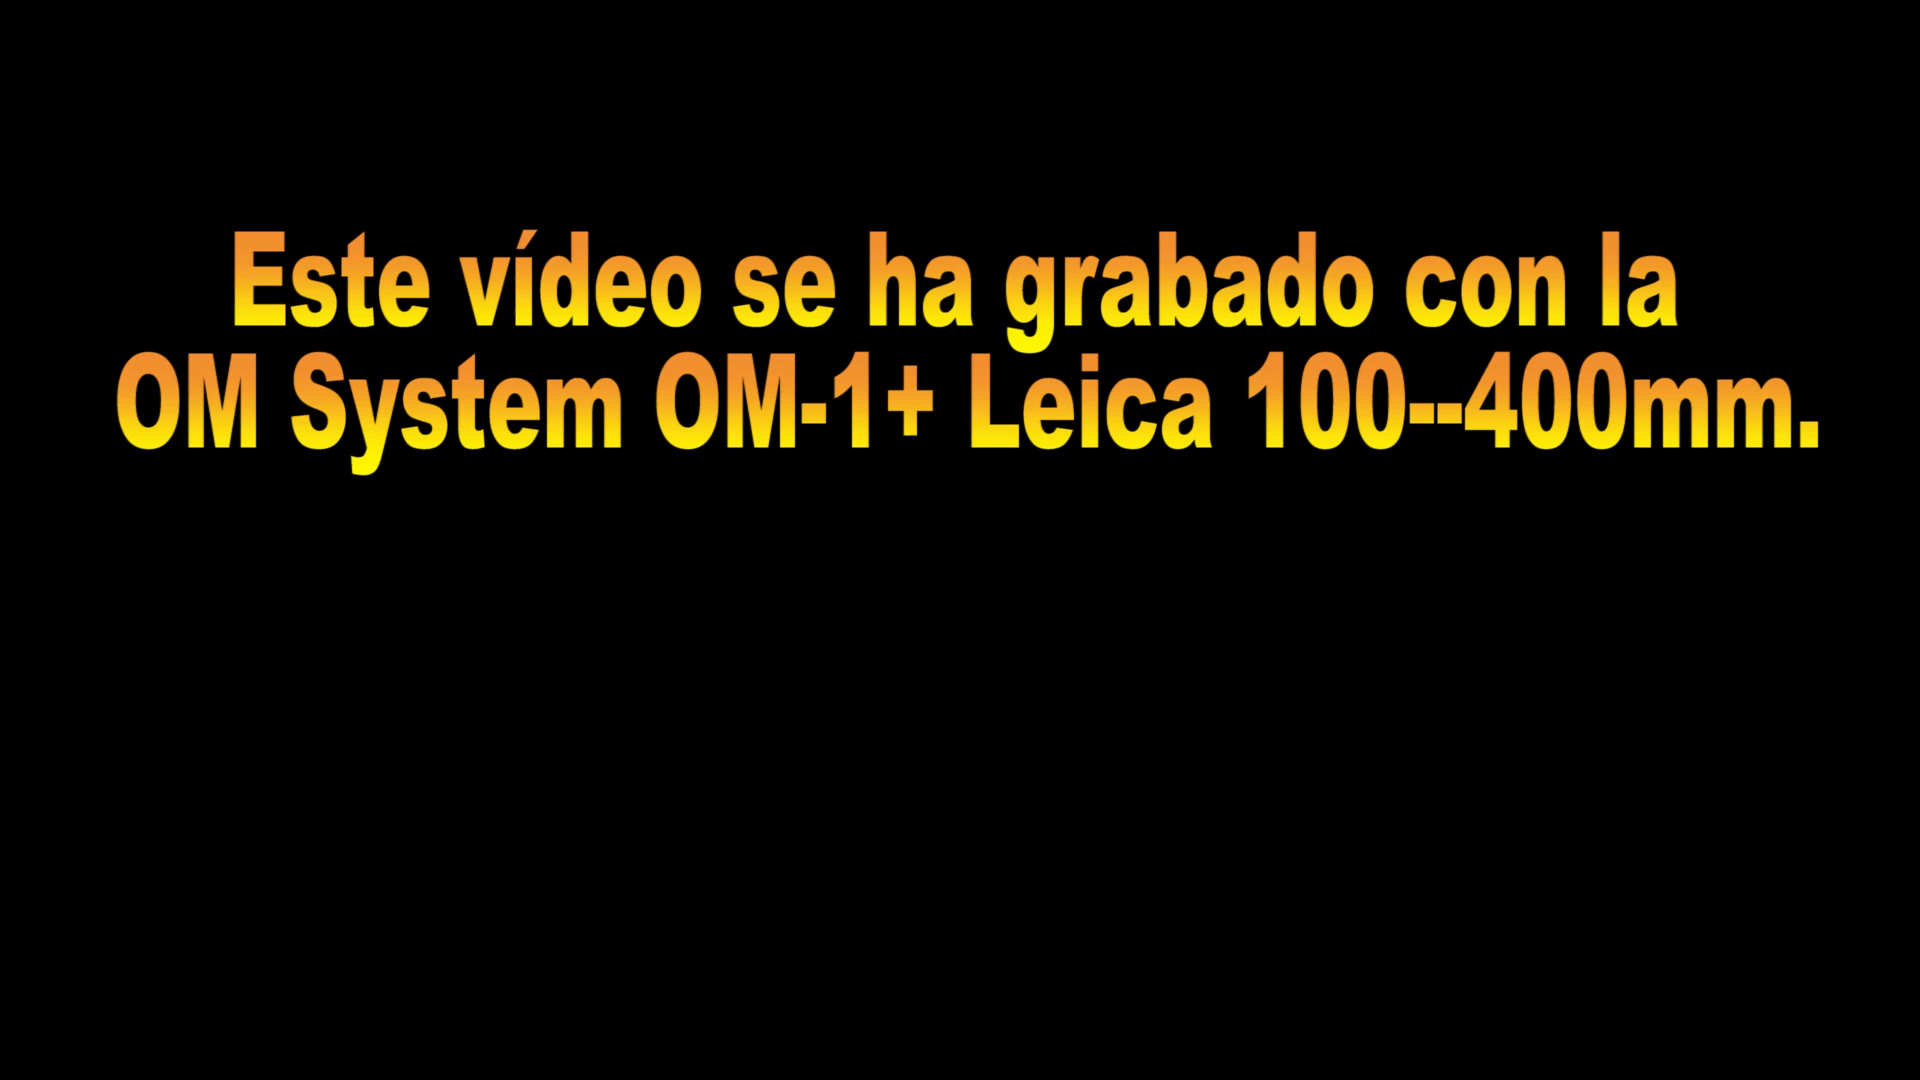 Este vídeo se ha grabado con la
OM System OM-1+ Leica 100--400mm.